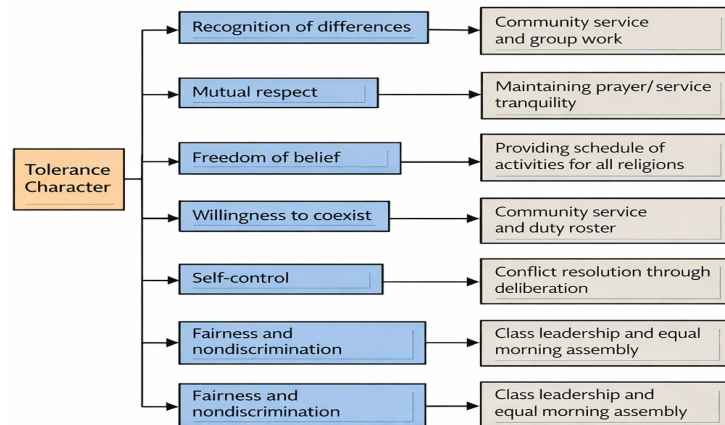 Recognition of differences
Community service
and group work
Mutual respect
Maintaining prayer/service
tranquility
Tolerance
Character
Freedom of belief
Providing schedule of
activities for all religions
Willingness to coexist
Community service
and duty roster
Self-control
Conflict resolution through
deliberation
Fairness and
nondiscrimination
Class leadership and equal
morning assembly
Fairness and
nondiscrimination
Class leadership and
equal morning assembly